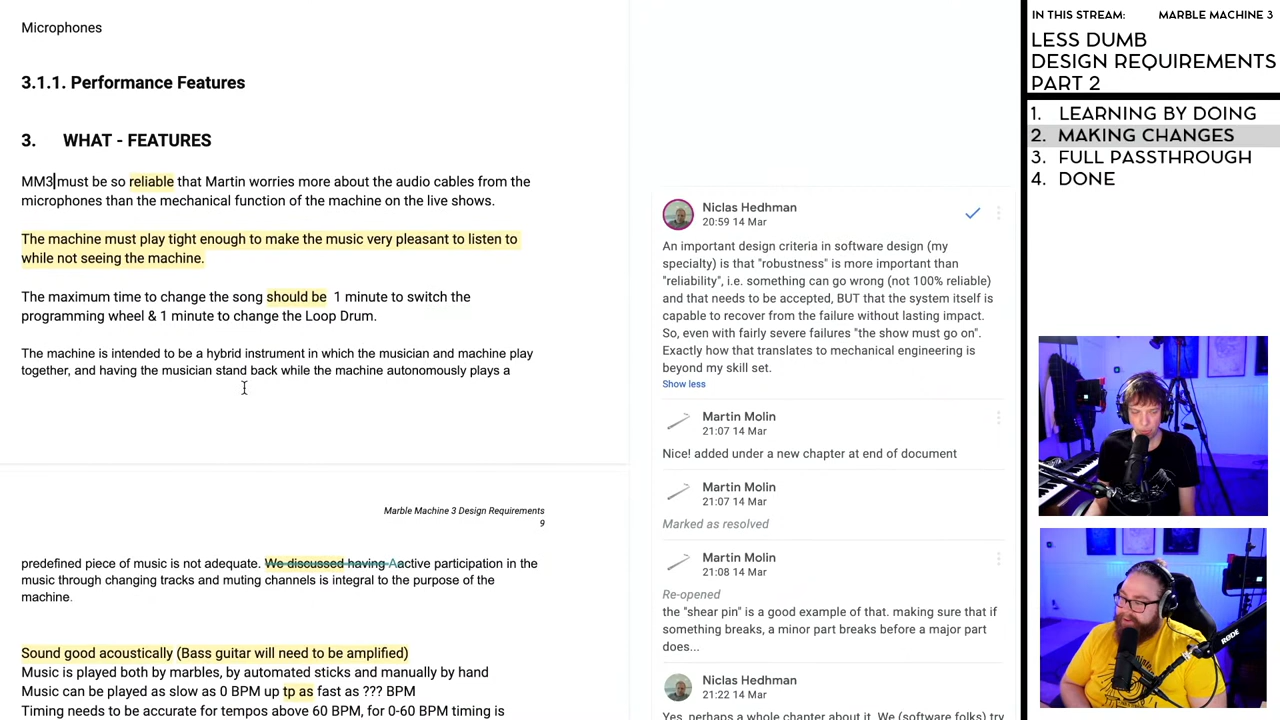 Microphones
3.1.1. Performance Features
3. WHAT - FEATURES
MM3 must be so reliable that Martin worries more about the audio cables from the
microphones than the mechanical function of the machine on the live shows.
The machine must play tight enough to make the music very pleasant to listen to
while not seeing the machine.
The maximum time to change the song should be 1 minute to switch the
programming wheel & 1 minute to change the Loop Drum.
The machine is intended to be a hybrid instrument in which the musician and machine play
together, and having the musician stand back while the machine autonomously plays a
Marble Machine 3 Design Requirements
9
predefined piece of music is not adequate. We discussed having Aactive participation in the
music through changing tracks and muting channels is integral to the purpose of the
machine.
Sound good acoustically (Bass guitar will need to be amplified)
Music is played both by marbles, by automated sticks and manually by hand
Music can be played as slow as 0 BPM up tp as fast as ??? BPM
Timing needs to be accurate for tempos above 60 BPM, for 0-60 BPM timing is
Niclas Hedhman
20:59 14 Mar
An important design criteria in software design (my
specialty) is that "robustness" is more important than
"reliability", i.e. something can go wrong (not 100% reliable)
and that needs to be accepted, BUT that the system itself is
capable to recover from the failure without lasting impact.
So, even with fairly severe failures "the show must go on".
Exactly how that translates to mechanical engineering is
beyond my skill set.
Show less
Martin Molin
21:07 14 Mar
Nice! added under a new chapter at end of document
Martin Molin
21:07 14 Mar
Marked as resolved
Martin Molin
21:08 14 Mar
Re-opened
the "shear pin" is a good example of that. making sure that if
something breaks, a minor part breaks before a major part
does...
Niclas Hedhman
21:22 14 Mar
Yes, perhaps a whole chapter about it. We (software folks) try
IN THIS STREAM: MARBLE MACHINE 3
LESS DUMB
DESIGN REQUIREMENTS
PART 2
1. LEARNING BY DOING
2. MAKING CHANGES
3. FULL PASSTHROUGH
4. DONE
RØDE